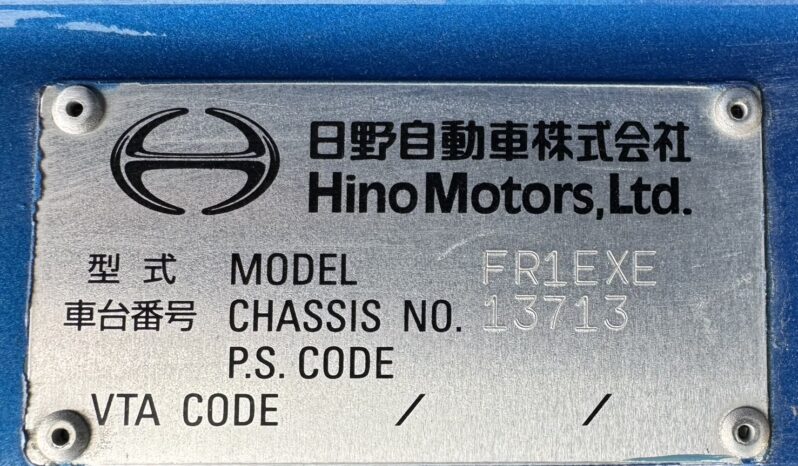 日野自動車株式会社
Hino Motors, Ltd.
型式 MODEL FR1EXE
車台番号 CHASSIS NO. 13713
P.S. CODE
VTA CODE / /